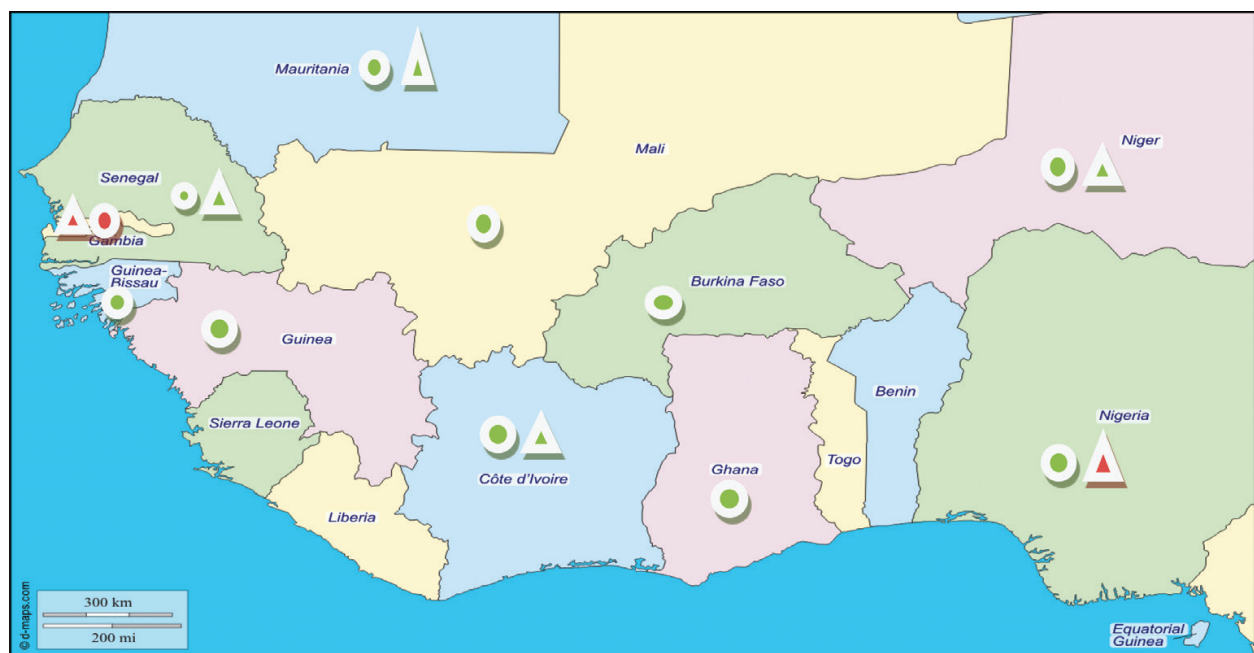 Mauritania
Mali
Niger
Senegal
Gambia
Guinea-
Rissau
Burkina Faso
Guinea
Benin
Sierra Leone
Nigeria
Togo
Ghana
Côte d'Ivoire
Liberia
© d-maps.com
300 km
200 mi
Equatorial
Guinea